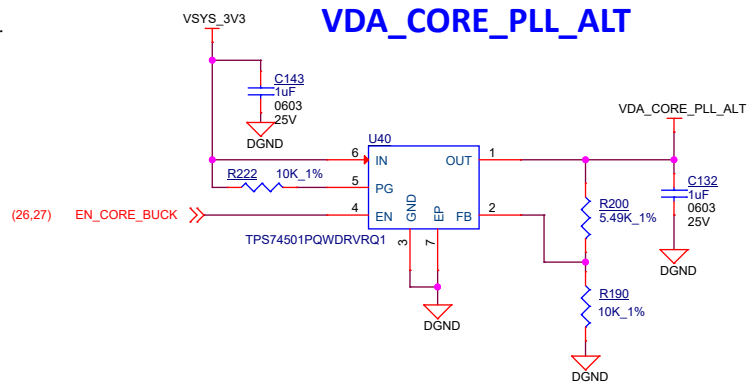 VDA_CORE_PLL_ALT
VSYS_3V3
C143
1uF
0603
25V
DGND
VDA_CORE_PLL_ALT
U40
6 IN OUT 1
R222 10K_1%
5 PG
C132
1uF
0603
25V
R200
5.49K_1%
(26,27) EN_CORE_BUCK
4 EN GND EP FB 2
TPS74501PQWDRVRQ1
3 7
DGND
R190
10K_1%
DGND
DGND